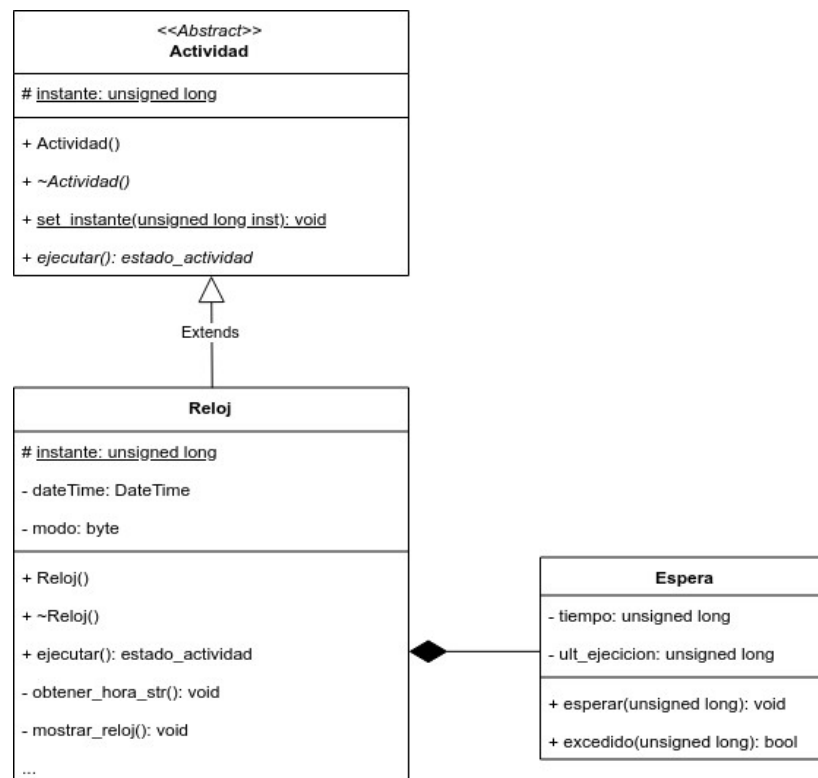 <<Abstract>>
Actividad
# instante: unsigned long
+ Actividad()
+ ~Actividad()
+ set_instante(unsigned long inst): void
+ ejecutar(): estado_actividad
Extends
Reloj
# instante: unsigned long
- dateTime: DateTime
- modo: byte
+ Reloj()
+ ~Reloj()
+ ejecutar(): estado_actividad
- obtener_hora_str(): void
- mostrar_reloj(): void
...
Espera
- tiempo: unsigned long
- ult_ejecicion: unsigned long
+ esperar(unsigned long): void
+ excedido(unsigned long): bool